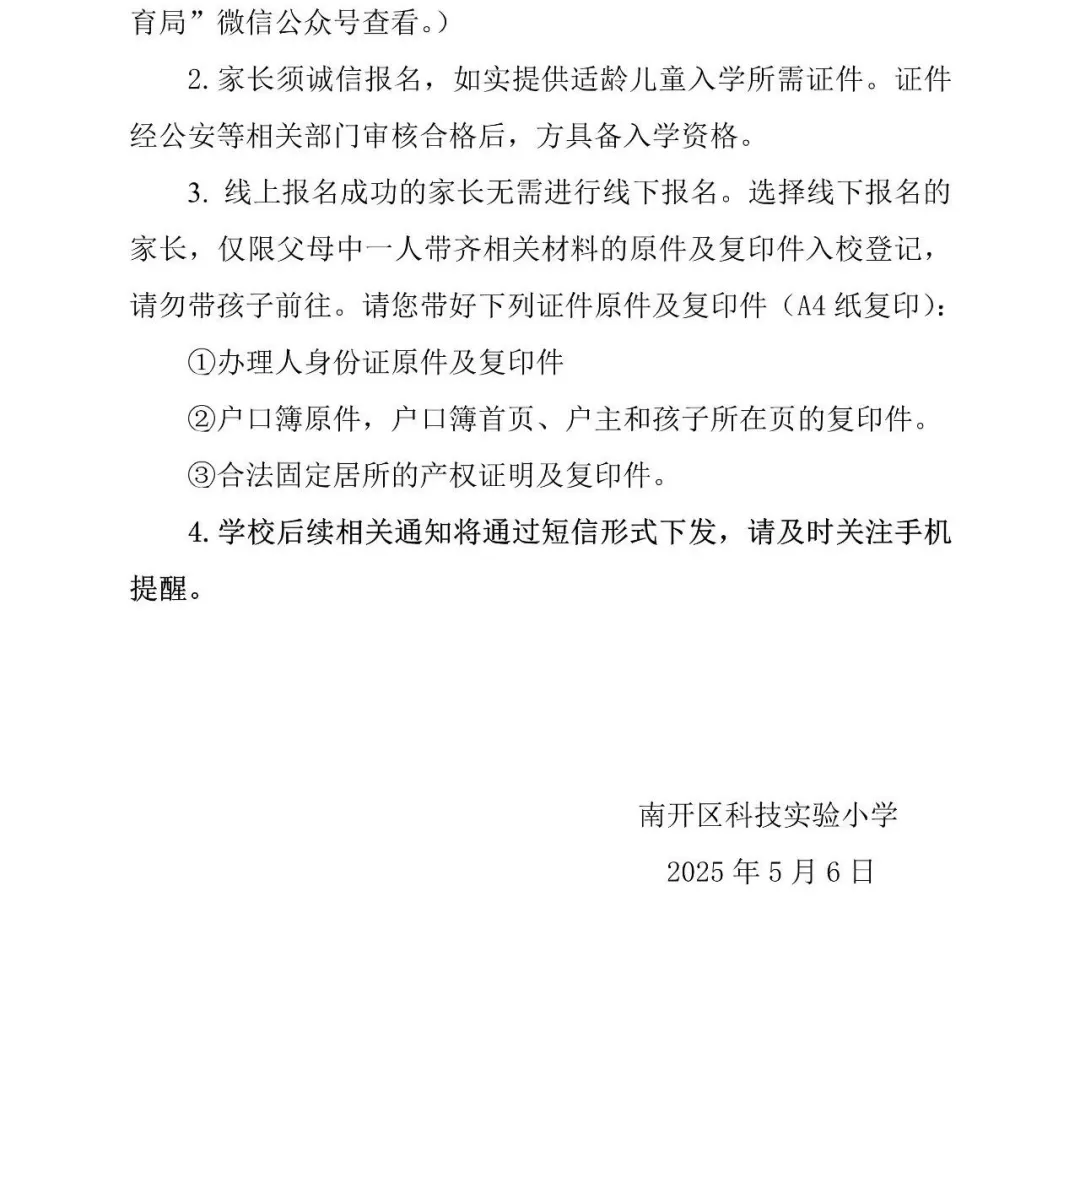 育局”微信公众号查看。）
2.家长须诚信报名，如实提供适龄儿童入学所需证件。证件
经公安等相关部门审核合格后，方具备入学资格。
3. 线上报名成功的家长无需进行线下报名。选择线下报名的
家长，仅限父母中一人带齐相关材料的原件及复印件入校登记，
请勿带孩子前往。请您带好下列证件原件及复印件（A4 纸复印）：
①办理人身份证原件及复印件
②户口簿原件，户口簿首页、户主和孩子所在页的复印件。
③合法固定居所的产权证明及复印件。
4.学校后续相关通知将通过短信形式下发，请及时关注手机
提醒。
南开区科技实验小学
2025 年 5 月 6 日